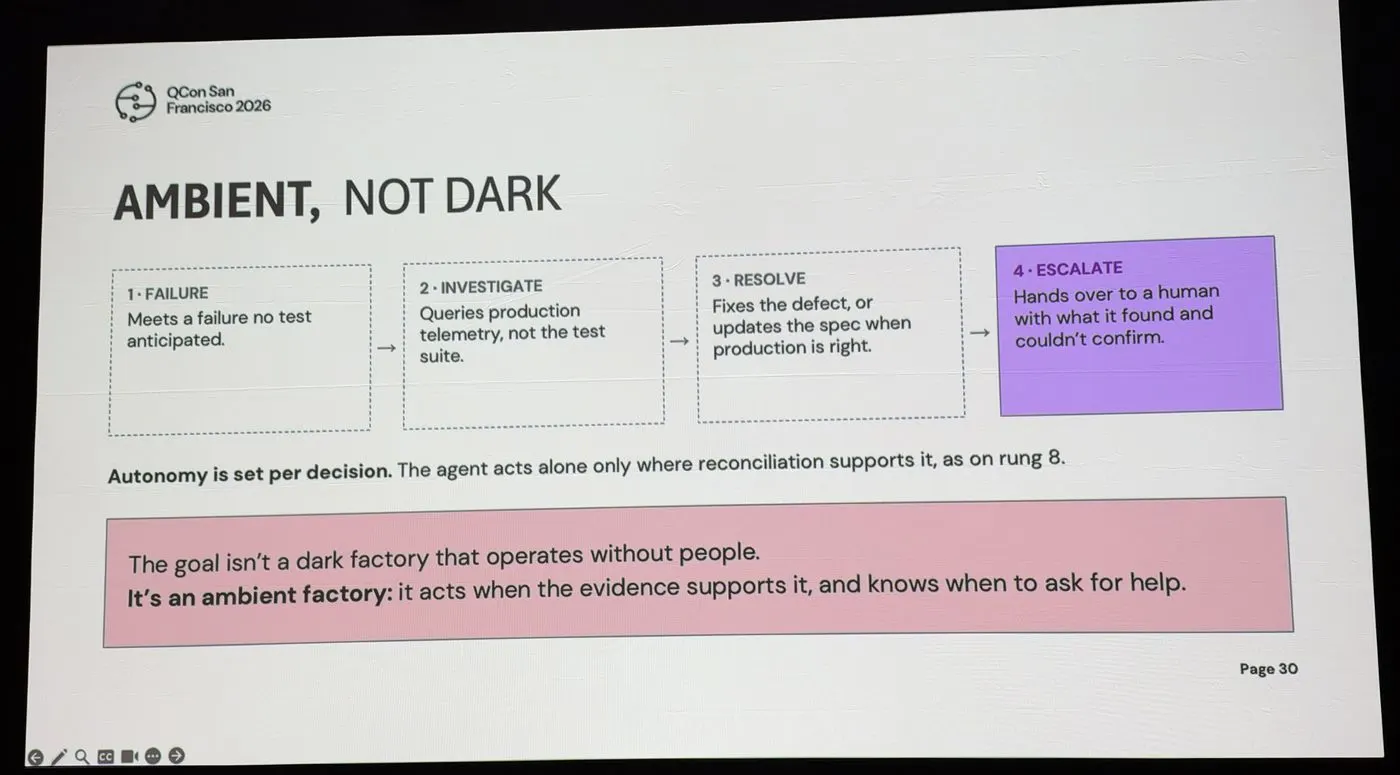 QCon San
Francisco 2026
AMBIENT, NOT DARK
1 · FAILURE
Meets a failure no test
anticipated.
→
2 · INVESTIGATE
Queries production
telemetry, not the test
suite.
→
3 · RESOLVE
Fixes the defect, or
updates the spec when
production is right.
→
4 · ESCALATE
Hands over to a human
with what it found and
couldn't confirm.
Autonomy is set per decision. The agent acts alone only where reconciliation supports it, as on rung 8.
The goal isn't a dark factory that operates without people.
It's an ambient factory: it acts when the evidence supports it, and knows when to ask for help.
Page 30
CC